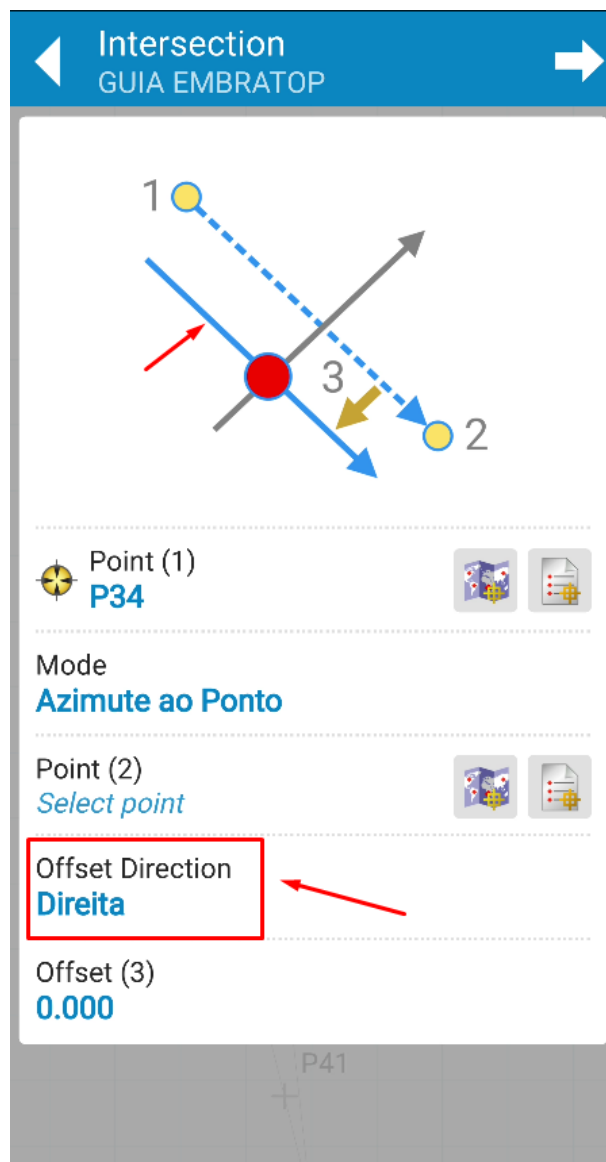 Intersection
GUIA EMBRATOP
1
3
2
Point (1)
P34
Mode
Azimute ao Ponto
Point (2)
Select point
Offset Direction
Direita
Offset (3)
0.000
P41